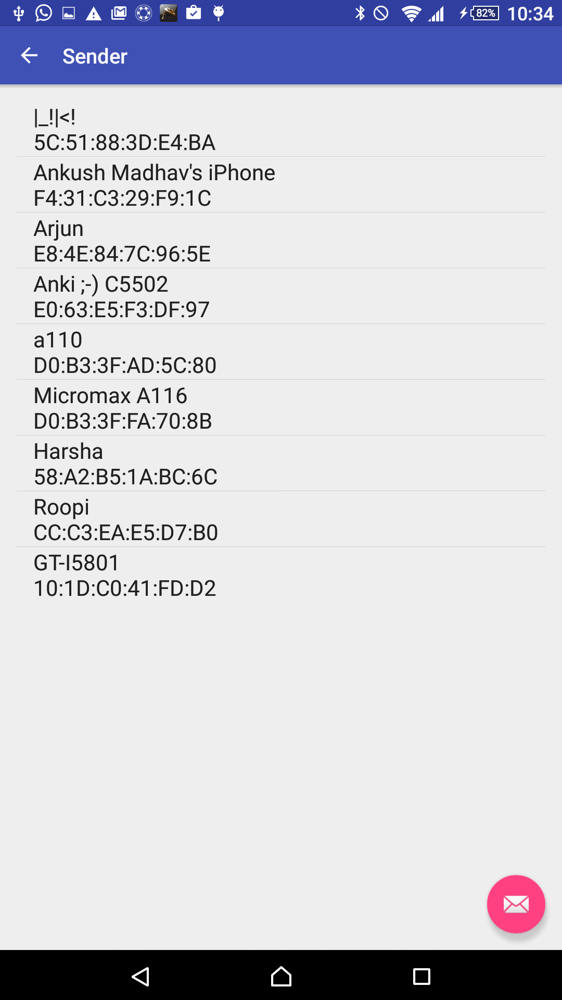 82% 10:34
Sender
|_!|<!
5C:51:88:3D:E4:BA
Ankush Madhav's iPhone
F4:31:C3:29:F9:1C
Arjun
E8:4E:84:7C:96:5E
Anki ;-) C5502
E0:63:E5:F3:DF:97
a110
D0:B3:3F:AD:5C:80
Micromax A116
D0:B3:3F:FA:70:8B
Harsha
58:A2:B5:1A:BC:6C
Roopi
CC:C3:EA:E5:D7:B0
GT-I5801
10:1D:C0:41:FD:D2